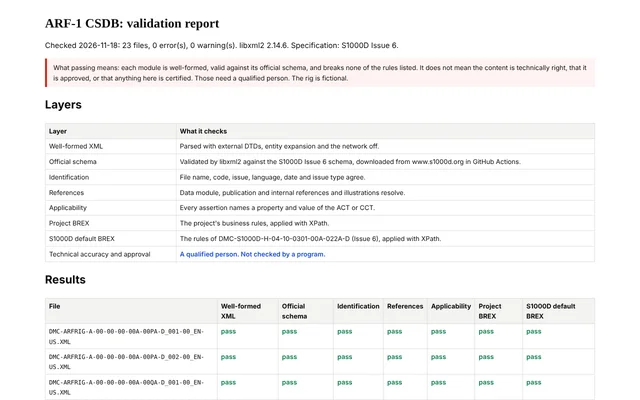 ARF-1 CSDB: validation report
Checked 2026-11-18: 23 files, 0 error(s), 0 warning(s). libxml2 2.14.6. Specification: S1000D Issue 6.
What passing means: each module is well-formed, valid against its official schema, and breaks none of the rules listed. It does not mean the content is technically right, that it
is approved, or that anything here is certified. Those need a qualified person. The rig is fictional.
Layers
Layer What it checks
Well-formed XML Parsed with external DTDs, entity expansion and the network off.
Official schema Validated by libxml2 against the S1000D Issue 6 schema, downloaded from www.s1000d.org in GitHub Actions.
Identification File name, code, issue, language, date and issue type agree.
References Data module, publication and internal references and illustrations resolve.
Applicability Every assertion names a property and value of the ACT or CCT.
Project BREX The project's business rules, applied with XPath.
S1000D default BREX The rules of DMC-S1000D-H-04-10-0301-00A-022A-D (Issue 6), applied with XPath.
Technical accuracy and approval A qualified person. Not checked by a program.
Results
File Well-formed XML Official schema Identification References Applicability Project BREX S1000D default BREX
DMC-ARFRIG-A-00-00-00-00A-00PA-D_001-00_EN-
US.XML pass pass pass pass pass pass pass
DMC-ARFRIG-A-00-00-00-00A-00PA-D_002-00_EN-
US.XML pass pass pass pass pass pass pass
DMC-ARFRIG-A-00-00-00-00A-00QA-D_001-00_EN-
US.XML pass pass pass pass pass pass pass